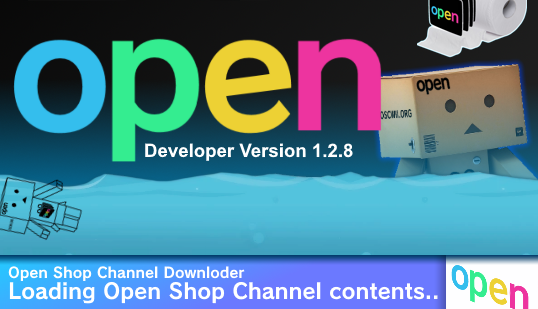 open
open
open
OSCWII.ORG
Developer Version 1.2.8
open
Open Shop Channel Downloder
Loading Open Shop Channel contents..
open